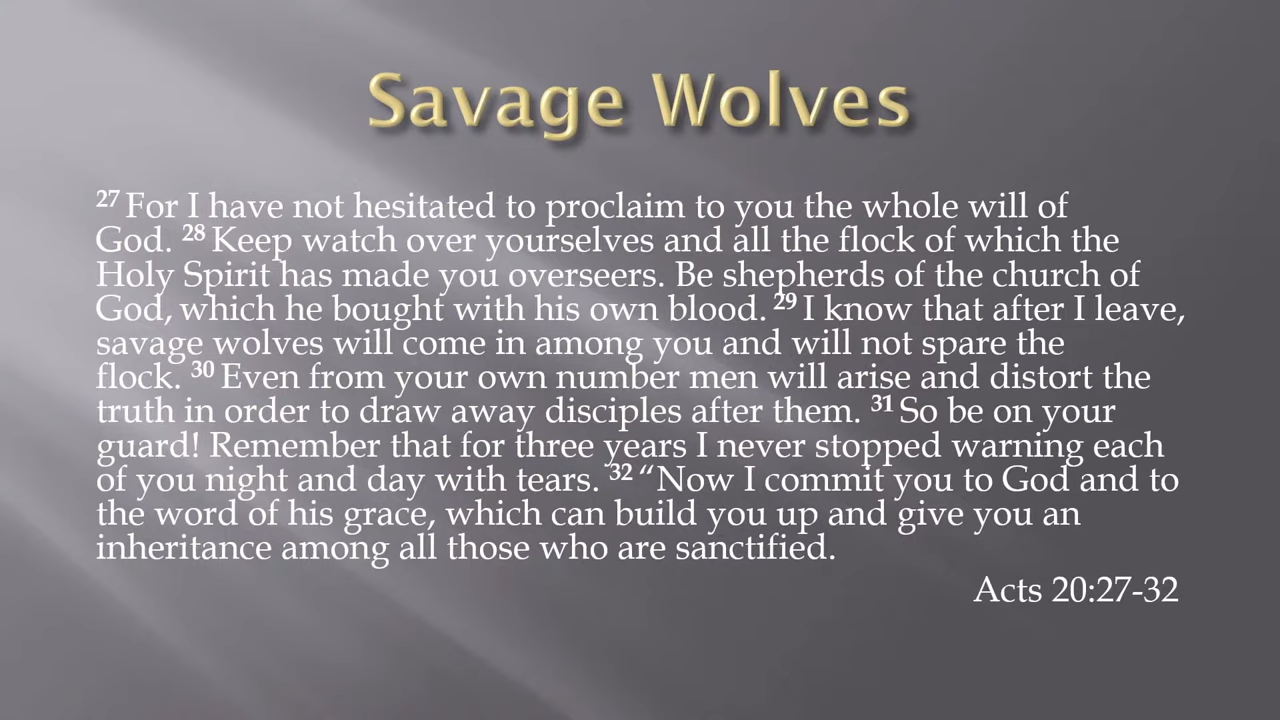 Savage Wolves
27 For I have not hesitated to proclaim to you the whole will of
God. 28 Keep watch over yourselves and all the flock of which the
Holy Spirit has made you overseers. Be shepherds of the church of
God, which he bought with his own blood. 29 I know that after I leave,
savage wolves will come in among you and will not spare the
flock. 30 Even from your own number men will arise and distort the
truth in order to draw away disciples after them. 31 So be on your
guard! Remember that for three years I never stopped warning each
of you night and day with tears. 32 “Now I commit you to God and to
the word of his grace, which can build you up and give you an
inheritance among all those who are sanctified.
Acts 20:27-32